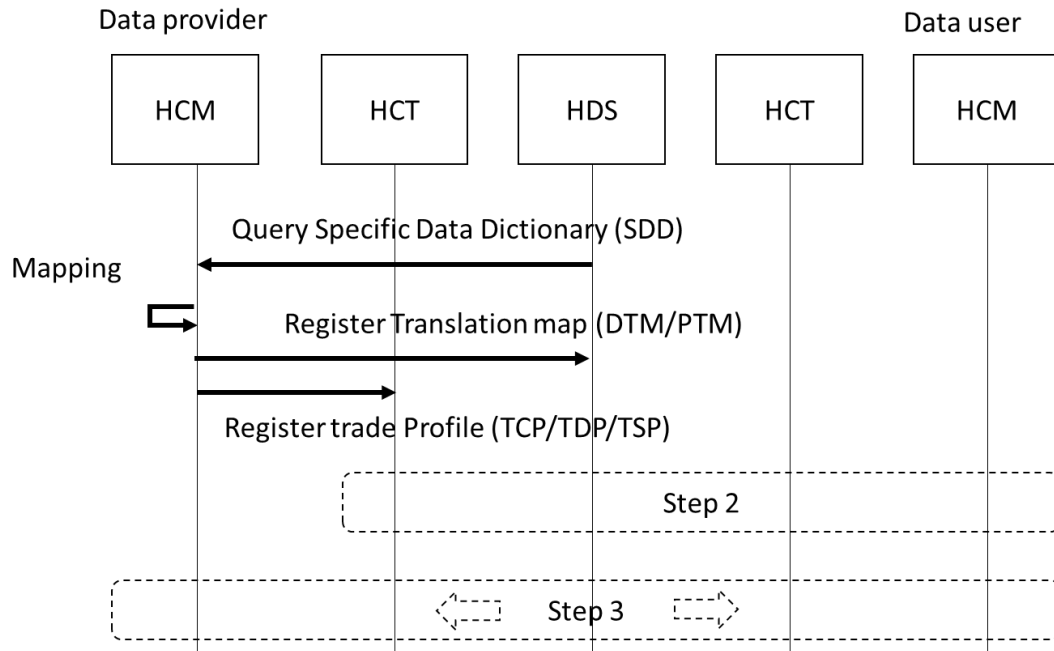 Data provider
Data user
HCM
HCT
HDS
HCT
HCM
Query Specific Data Dictionary (SDD)
Mapping
Register Translation map (DTM/PTM)
Register trade Profile (TCP/TDP/TSP)
Step 2
Step 3